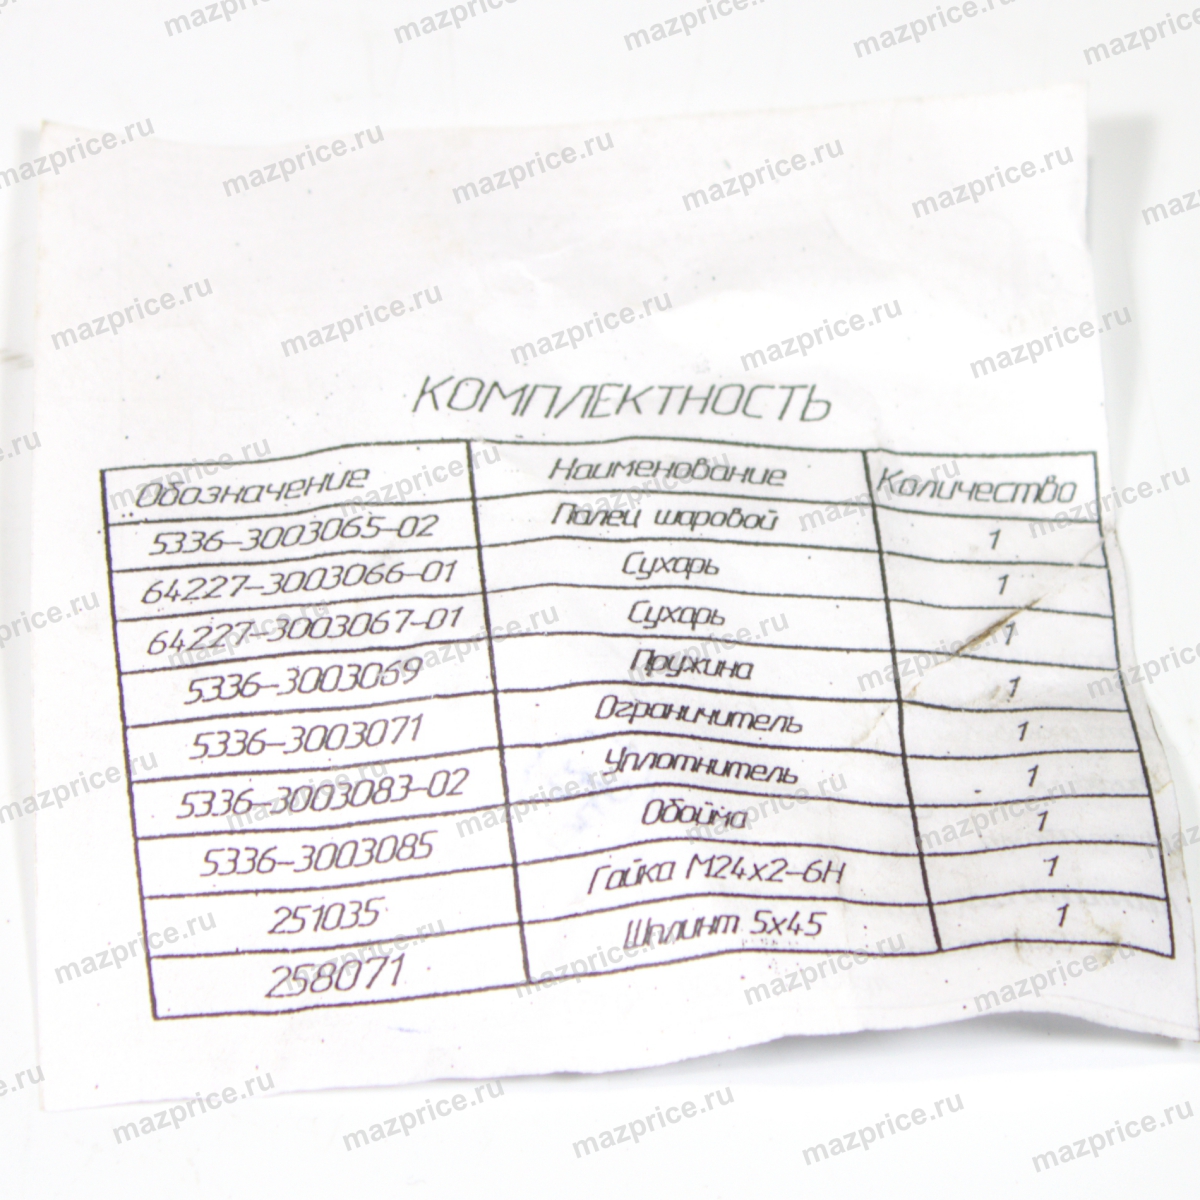 КОМПЛЕКТНОСТЬ
Обозначение Наименование Количество
5336-3003065-02 Палец шаровой 1
64227-3003066-01 Сухарь 1
64227-3003067-01 Сухарь 1
5336-3003069 Пружина 1
5336-3003071 Ограничитель 1
5336-3003083-02 Уплотнитель 1
5336-3003085 Обойма 1
251035 Гайка М24х2-6Н 1
258071 Шплинт 5х45 1
mazprice.ru